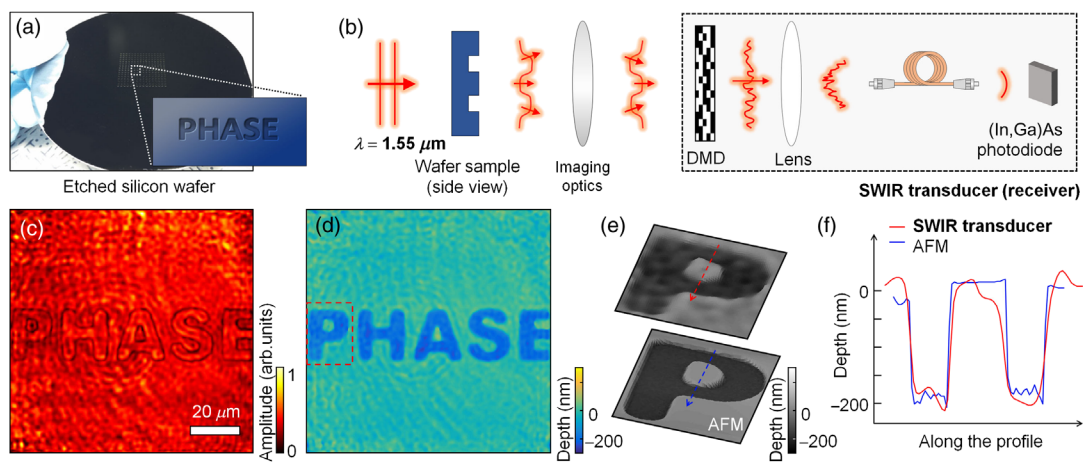 (a)
PHASE
Etched silicon wafer
(b)
λ = 1.55 μm
Wafer sample
(side view)
Imaging
optics
DMD
Lens
(In,Ga)As
photodiode
SWIR transducer (receiver)
(c)
PHASE
20 μm
Amplitude (arb.units)
1
0
(d)
PHASE
Depth (nm)
0
−200
(e)
AFM
Depth (nm)
0
−200
(f)
SWIR transducer
AFM
Depth (nm)
0
−200
Along the profile